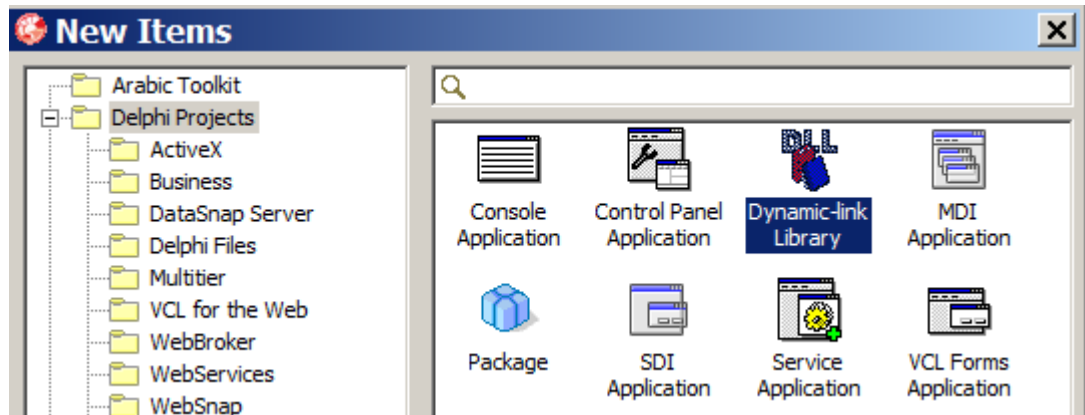 New Items
Arabic Toolkit
Delphi Projects
ActiveX
Business
DataSnap Server
Delphi Files
Multitier
VCL for the Web
WebBroker
WebServices
WebSnap
DLL
Console
Application
Control Panel
Application
Dynamic-link
Library
MDI
Application
Package
SDI
Application
Service
Application
VCL Forms
Application